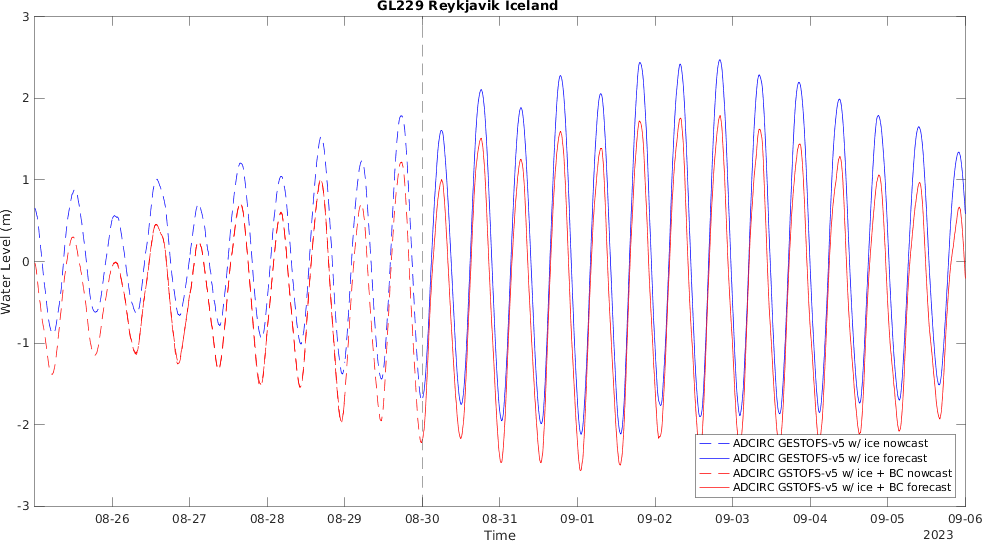 GL229 Reykjavik Iceland
3
2
1
0
-1
-2
-3
Water Level (m)
ADCIRC GESTOFS-v5 w/ ice nowcast
ADCIRC GESTOFS-v5 w/ ice forecast
ADCIRC GSTOFS-v5 w/ ice + BC nowcast
ADCIRC GSTOFS-v5 w/ ice + BC forecast
08-26 08-27 08-28 08-29 08-30 08-31 09-01 09-02 09-03 09-04 09-05 09-06
Time
2023